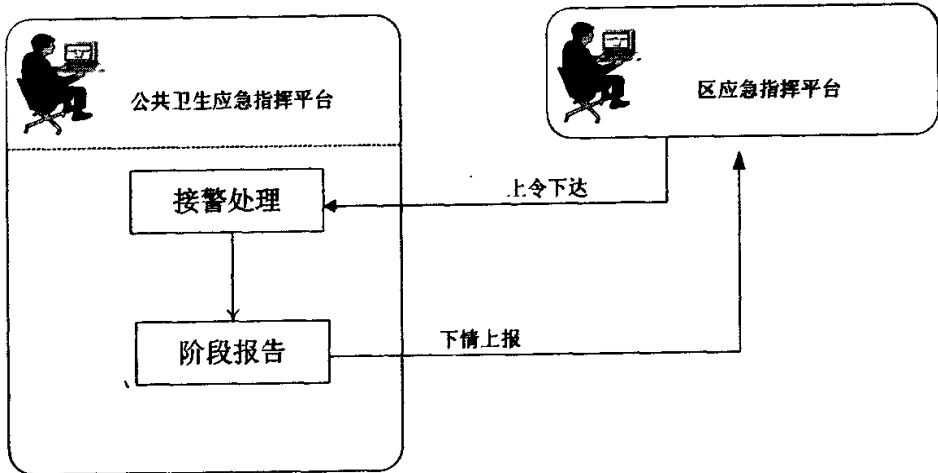 公共卫生应急指挥平台
区应急指挥平台
上令下达
接警处理
阶段报告
下情上报